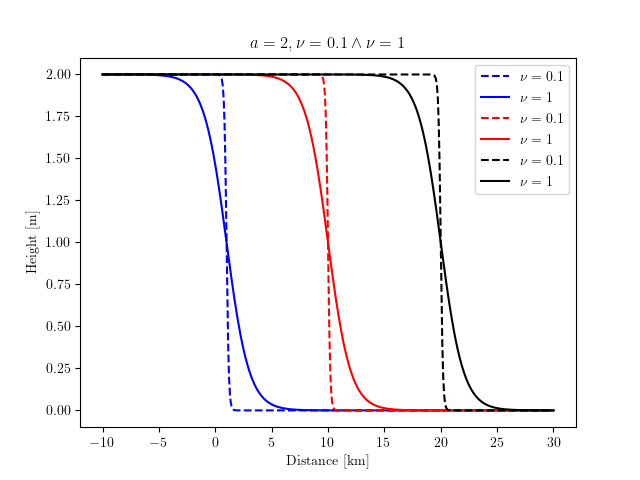 a = 2, ν = 0.1 ∧ ν = 1
ν = 0.1
ν = 1
ν = 0.1
ν = 1
ν = 0.1
ν = 1
Height [m]
2.00
1.75
1.50
1.25
1.00
0.75
0.50
0.25
0.00
−10 −5 0 5 10 15 20 25 30
Distance [km]